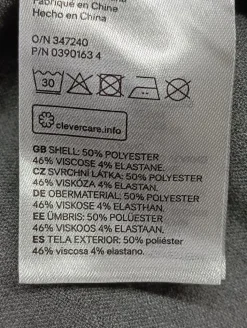 Fabriqué en Chine
Hecho en China
O/N 347240
P/N 0390163 4
30
clevercare.info
GB SHELL: 50% POLYESTER
46% VISCOSE 4% ELASTANE.
CZ SVRCHNÍ LÁTKA: 50% POLYESTER
46% VISKÓZA 4% ELASTAN.
DE OBERMATERIAL: 50% POLYESTER
46% VISKOSE 4% ELASTHAN.
EE ÜMBRIS: 50% POLÜESTER
46% VISKOOS 4% ELASTAAN.
ES TELA EXTERIOR: 50% poliéster
46% viscosa 4% elastano.